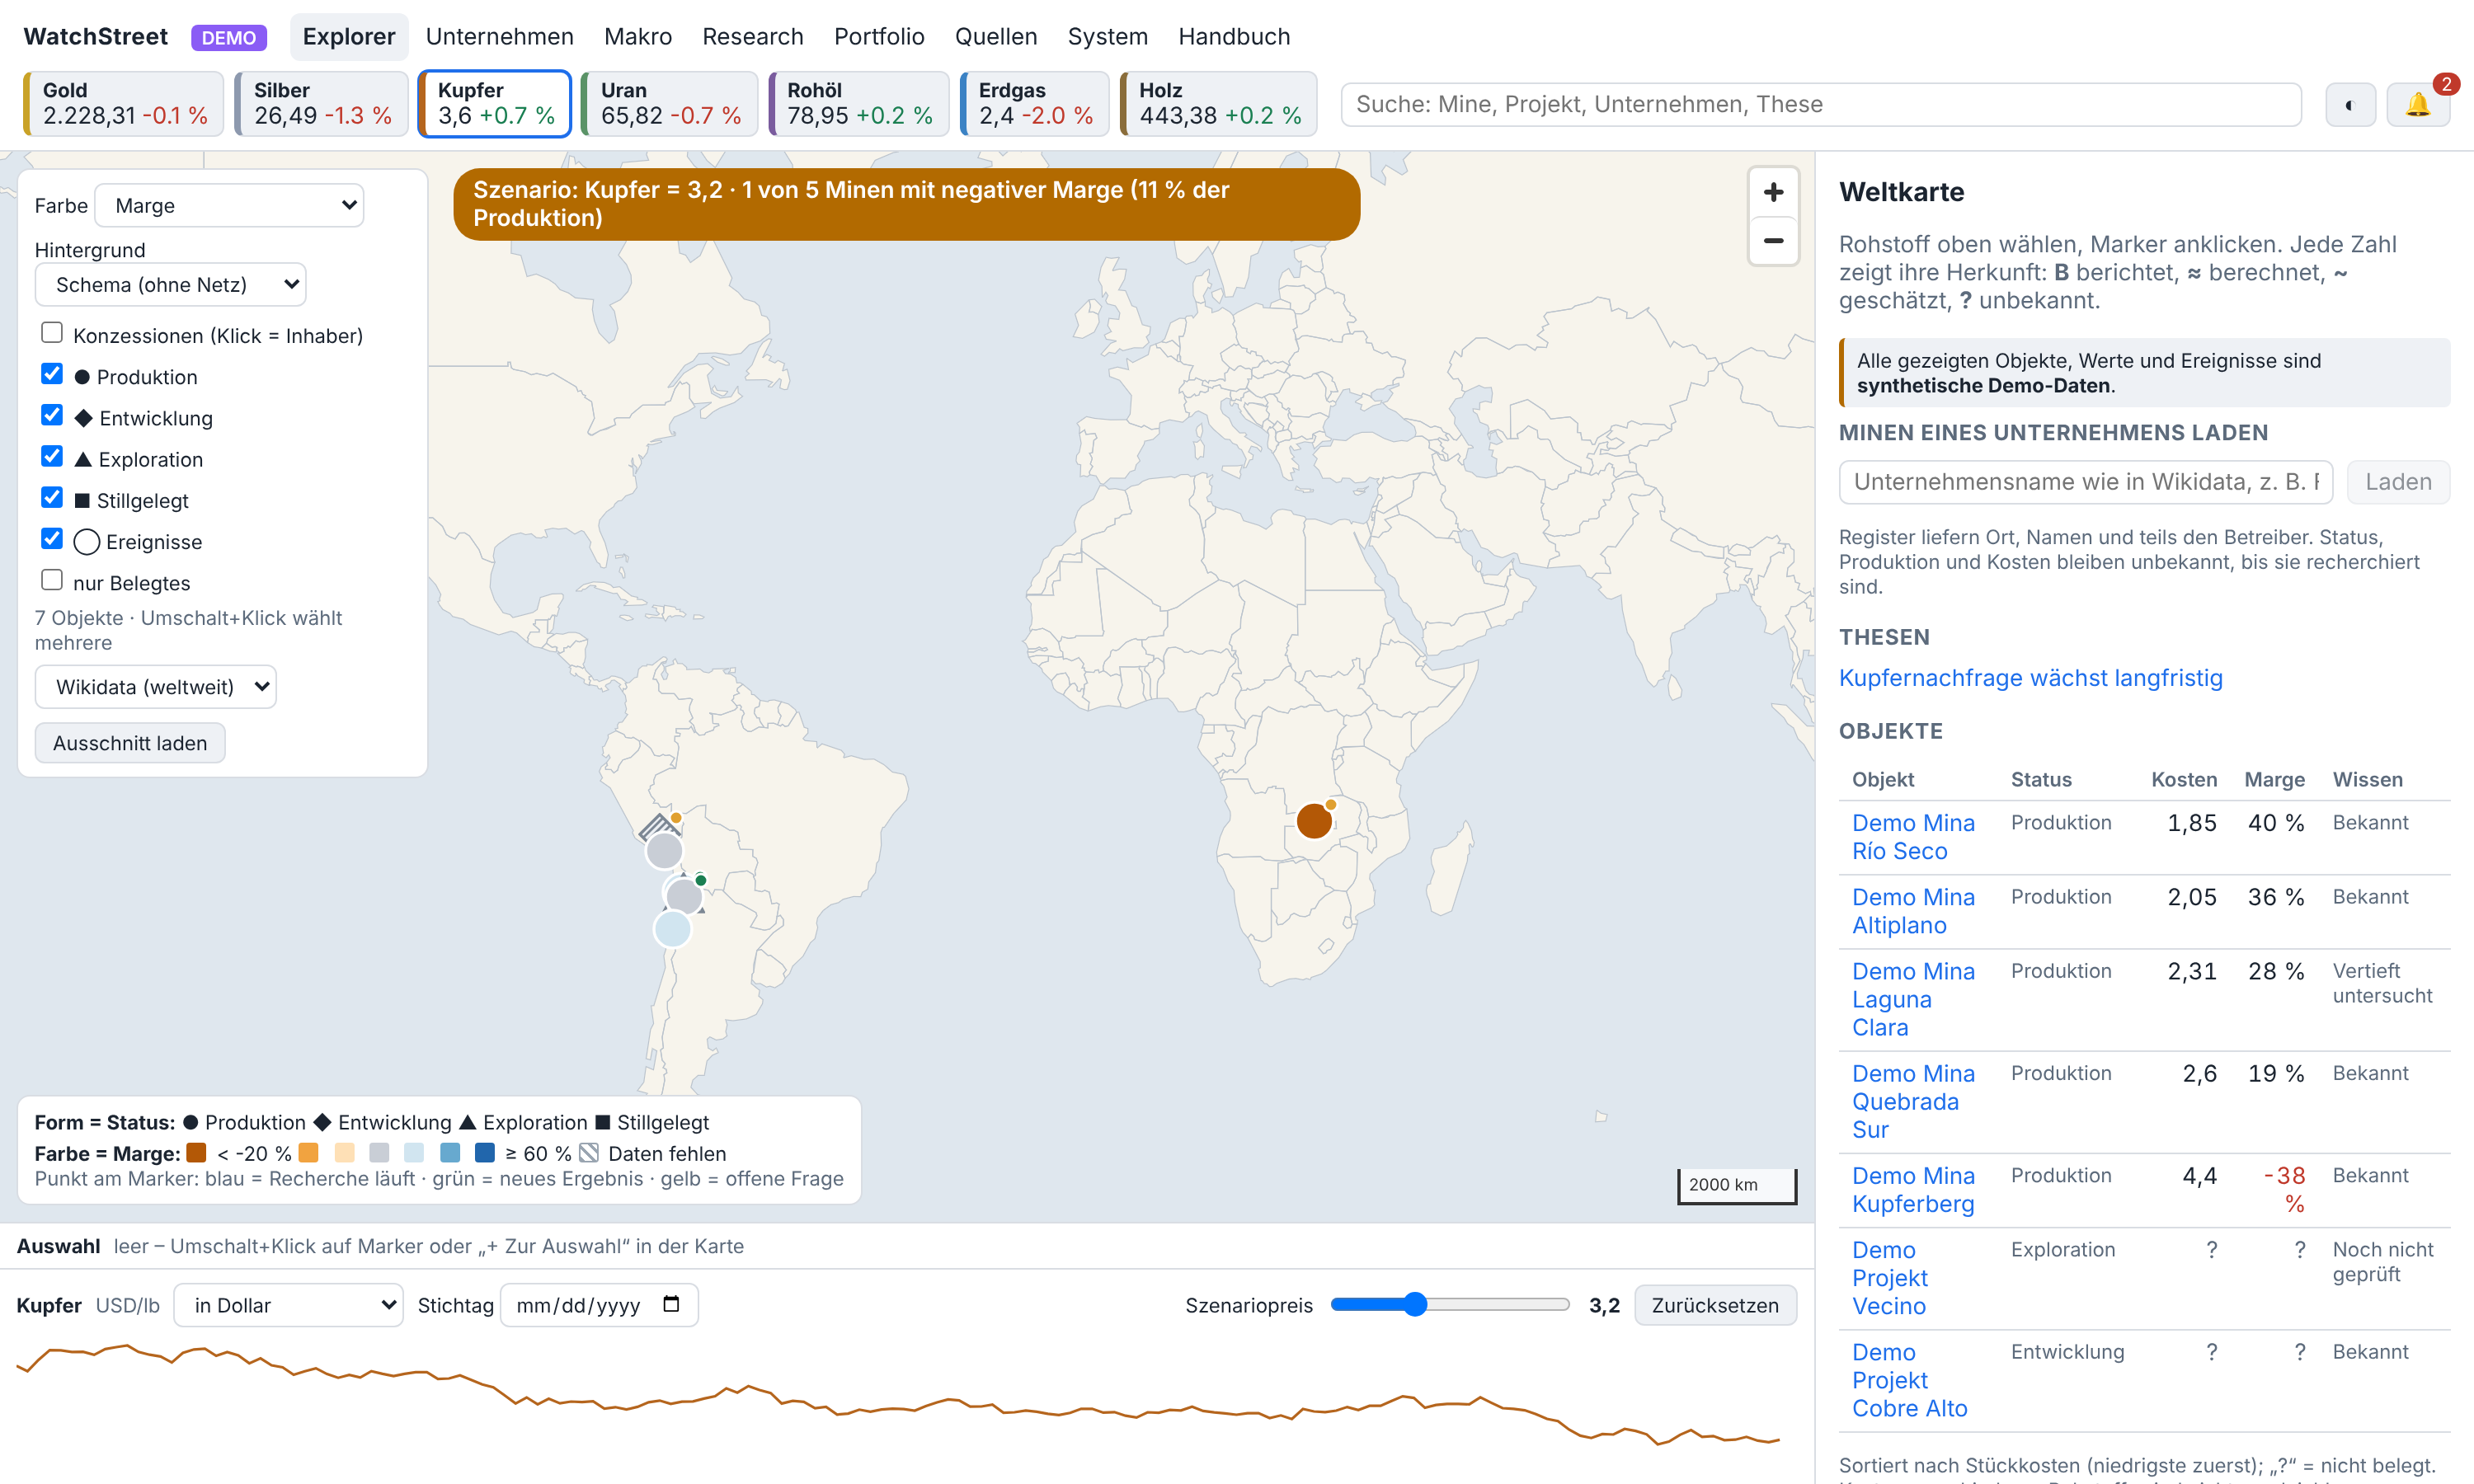 WatchStreet DEMO Explorer Unternehmen Makro Research Portfolio Quellen System Handbuch
Gold
2.228,31 -0.1 %
Silber
26,49 -1.3 %
Kupfer
3,6 +0.7 %
Uran
65,82 -0.7 %
Rohöl
78,95 +0.2 %
Erdgas
2,4 -2.0 %
Holz
443,38 +0.2 %
Suche: Mine, Projekt, Unternehmen, These
2
Farbe Marge
Hintergrund
Schema (ohne Netz)
Konzessionen (Klick = Inhaber)
Produktion
Entwicklung
Exploration
Stillgelegt
Ereignisse
nur Belegtes
7 Objekte · Umschalt+Klick wählt
mehrere
Wikidata (weltweit)
Ausschnitt laden
Szenario: Kupfer = 3,2 · 1 von 5 Minen mit negativer Marge (11 % der
Produktion)
+
−
Form = Status: ● Produktion ◆ Entwicklung ▲ Exploration ■ Stillgelegt
Farbe = Marge: < -20 % ≥ 60 % Daten fehlen
Punkt am Marker: blau = Recherche läuft · grün = neues Ergebnis · gelb = offene Frage
2000 km
Auswahl leer – Umschalt+Klick auf Marker oder „+ Zur Auswahl“ in der Karte
Kupfer USD/lb in Dollar Stichtag mm/dd/yyyy Szenariopreis 3,2 Zurücksetzen
Weltkarte
Rohstoff oben wählen, Marker anklicken. Jede Zahl
zeigt ihre Herkunft: B berichtet, ≈ berechnet, ~
geschätzt, ? unbekannt.
Alle gezeigten Objekte, Werte und Ereignisse sind
synthetische Demo-Daten.
MINEN EINES UNTERNEHMENS LADEN
Unternehmensname wie in Wikidata, z. B. Laden
Register liefern Ort, Namen und teils den Betreiber. Status,
Produktion und Kosten bleiben unbekannt, bis sie recherchiert
sind.
THESEN
Kupfernachfrage wächst langfristig
OBJEKTE
Objekt Status Kosten Marge Wissen
Demo Mina Produktion 1,85 40 % Bekannt
Río Seco
Demo Mina Produktion 2,05 36 % Bekannt
Altiplano
Demo Mina Produktion 2,31 28 % Vertieft
Laguna untersucht
Clara
Demo Mina Produktion 2,6 19 % Bekannt
Quebrada
Sur
Demo Mina Produktion 4,4 -38 Bekannt
Kupferberg %
Demo Exploration ? ? Noch nicht
Projekt geprüft
Vecino
Demo Entwicklung ? ? Bekannt
Projekt
Cobre Alto
Sortiert nach Stückkosten (niedrigste zuerst); „?“ = nicht belegt.